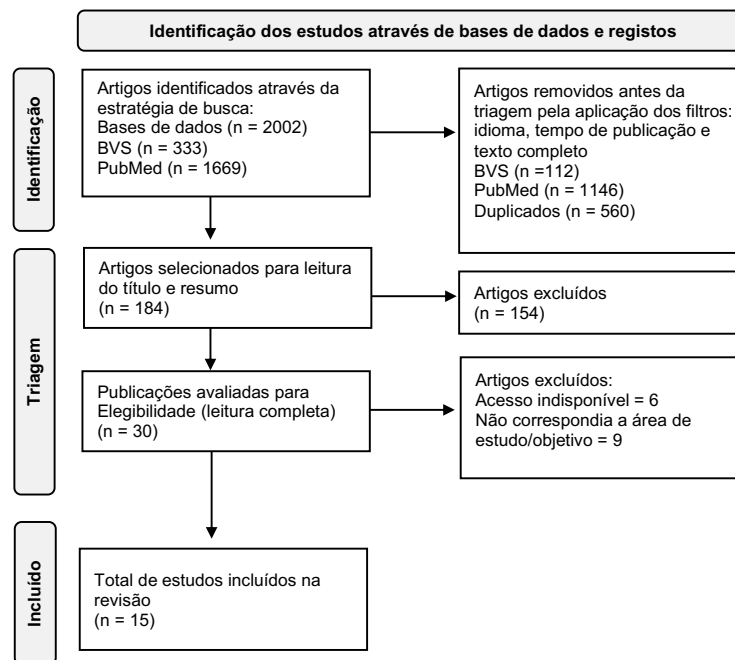 Identificação dos estudos através de bases de dados e registos
Identificação
Artigos identificados através da
estratégia de busca:
Bases de dados (n = 2002)
BVS (n = 333)
PubMed (n = 1669)
Artigos removidos antes da
triagem pela aplicação dos filtros:
idioma, tempo de publicação e
texto completo
BVS (n =112)
PubMed (n = 1146)
Duplicados (n = 560)
Triagem
Artigos selecionados para leitura
do título e resumo
(n = 184)
Artigos excluídos
(n = 154)
Publicações avaliadas para
Elegibilidade (leitura completa)
(n = 30)
Artigos excluídos:
Acesso indisponível = 6
Não correspondia a área de
estudo/objetivo = 9
Incluído
Total de estudos incluídos na
revisão
(n = 15)